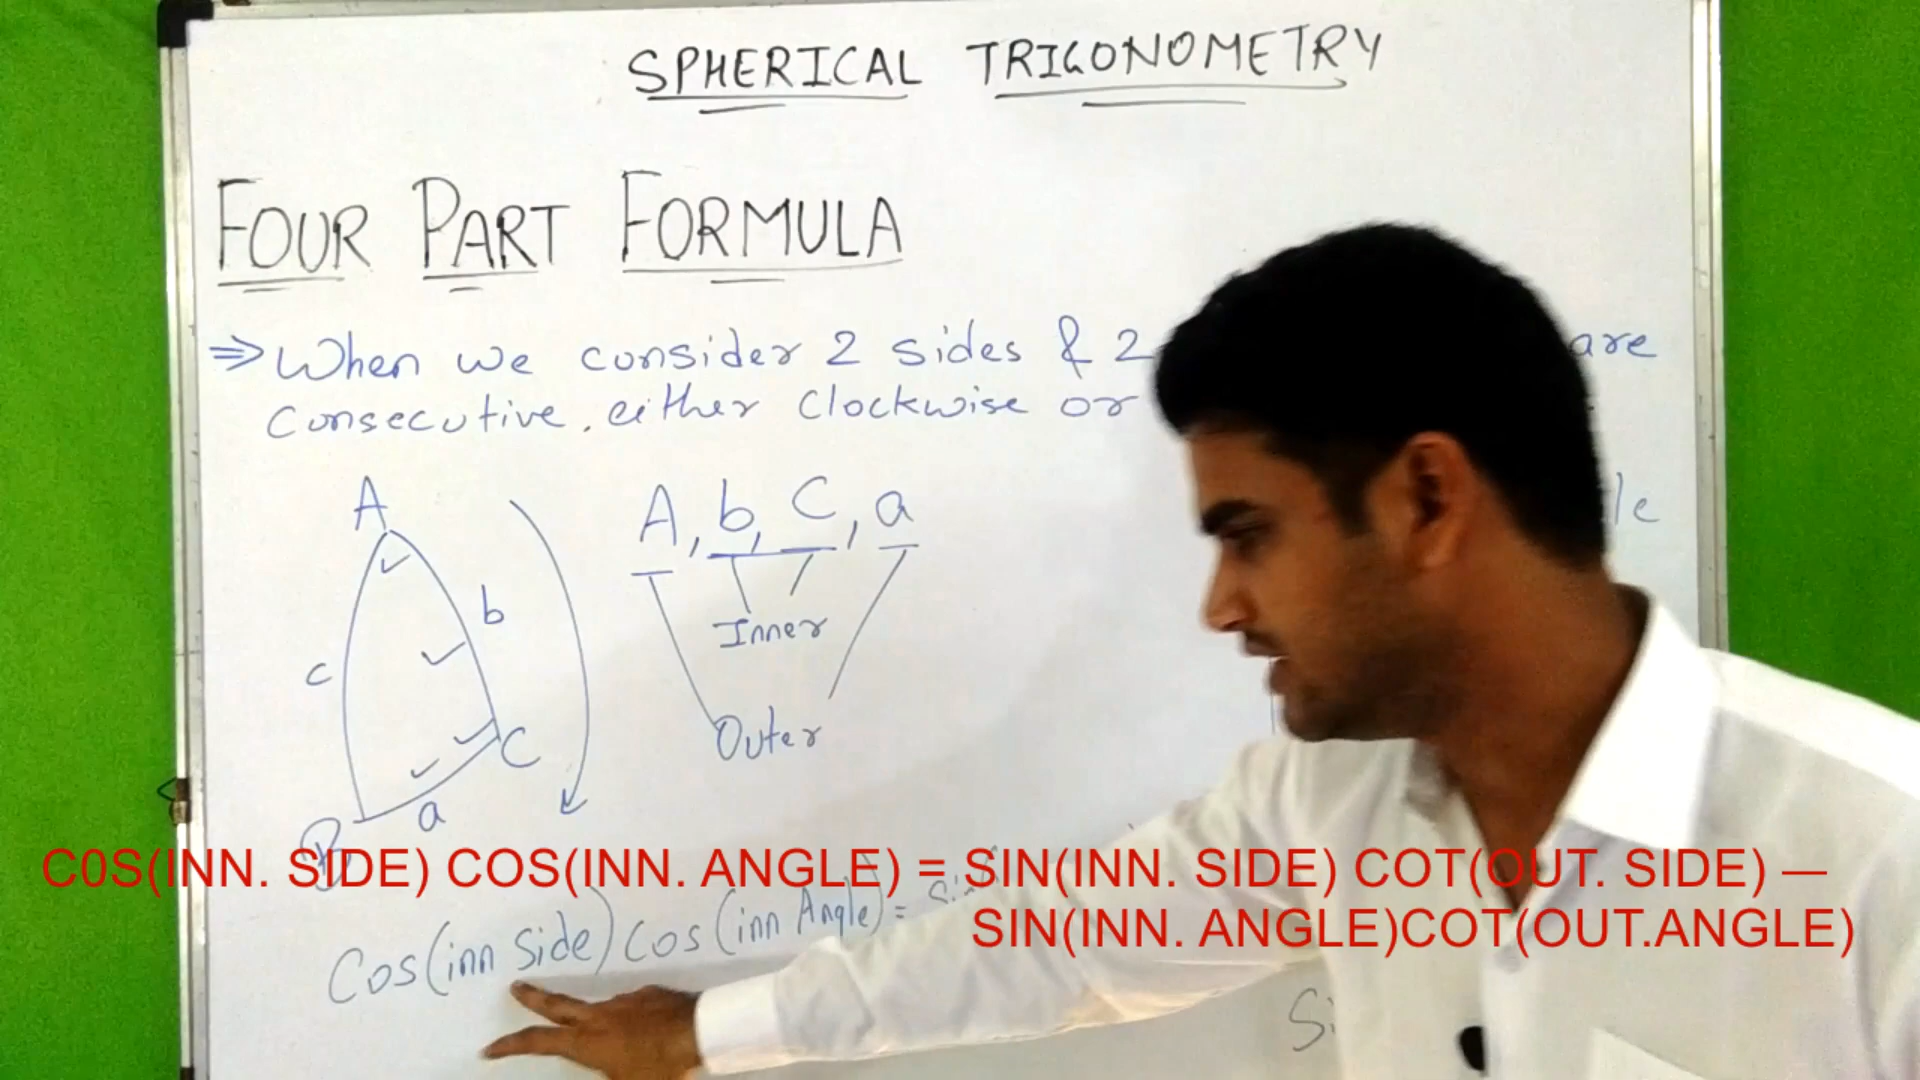 SPHERICAL TRIGONOMETRY
FOUR PART FORMULA
⇒ When we consider 2 sides & 2 are
consecutive, either clockwise or
A
A, b, C, a
le
b
Inner
c
C
Outer
a
B
C0S(INN. SIDE) COS(INN. ANGLE) = SIN(INN. SIDE) COT(OUT. SIDE) —
SIN(INN. ANGLE)COT(OUT.ANGLE)
Cos(inn side) Cos(inn Angle) = Sin
Si